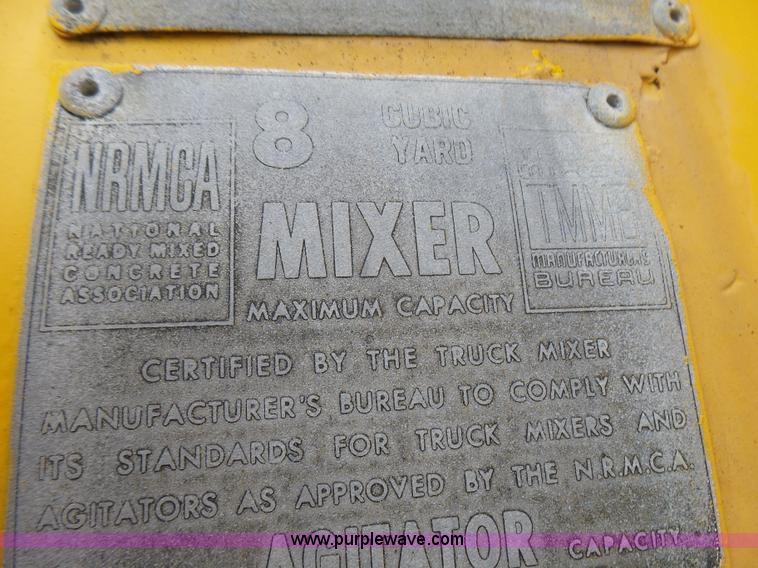 8 CUBIC
YARD
NRMCA
NATIONAL
READY MIXED
CONCRETE
ASSOCIATION
MIXER
TMMB
MANUFACTURERS
BUREAU
MAXIMUM CAPACITY
CERTIFIED BY THE TRUCK MIXER
MANUFACTURER'S BUREAU TO COMPLY WITH
ITS STANDARDS FOR TRUCK MIXERS AND
AGITATORS AS APPROVED BY THE N.R.M.C.A.
AGITATOR CAPACITY
www.purplewave.com